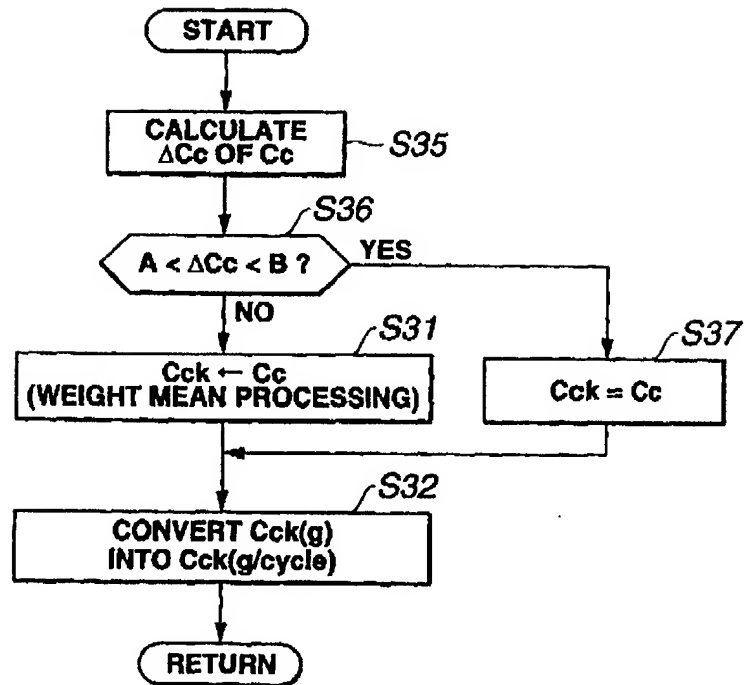 START
CALCULATE
ΔCc OF Cc
S35
S36
A < ΔCc < B ?
YES
NO
S31
Cck ← Cc
(WEIGHT MEAN PROCESSING)
S37
Cck = Cc
S32
CONVERT Cck(g)
INTO Cck(g/cycle)
RETURN